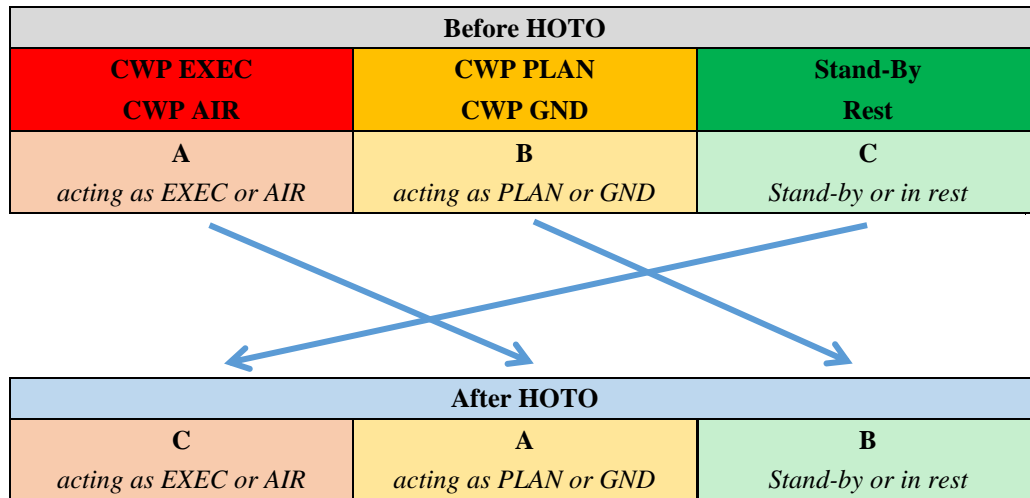 Before HOTO
CWP EXEC
CWP AIR
CWP PLAN
CWP GND
Stand-By
Rest
A
acting as EXEC or AIR
B
acting as PLAN or GND
C
Stand-by or in rest
After HOTO
C
acting as EXEC or AIR
A
acting as PLAN or GND
B
Stand-by or in rest